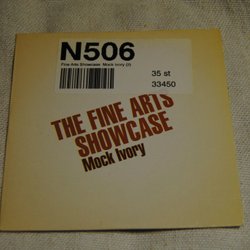 N506
Fine Arts Showcase: Mock Ivory (2)
35 st
33450
THE FINE ARTS
SHOWCASE
Mock Ivory